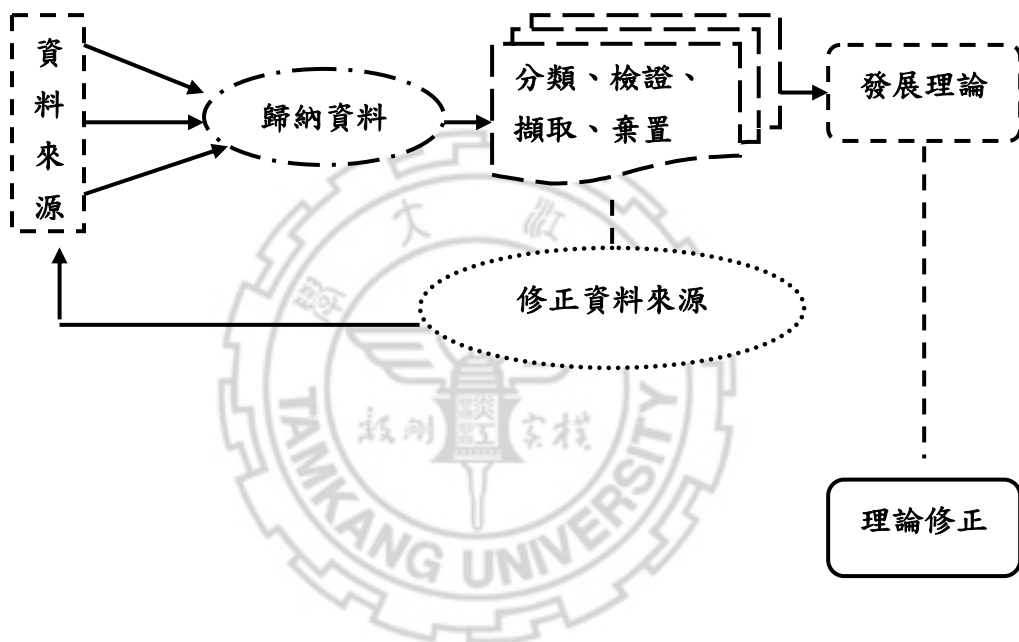 資料來源
歸納資料
分類、檢證、
擷取、棄置
發展理論
修正資料來源
理論修正
TAMKANG UNIVERSITY